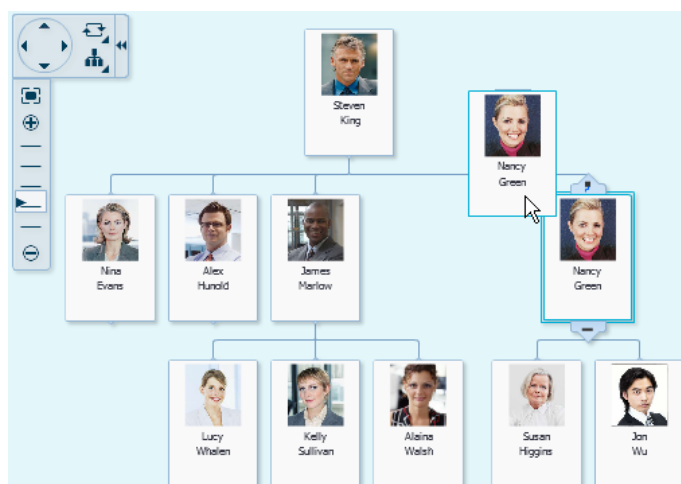 Steven
King
Nancy
Green
Nina
Evans
Alex
Hunold
James
Marlow
Nancy
Green
Lucy
Whalen
Kelly
Sullivan
Alaina
Walsh
Susan
Higgins
Jon
Wu